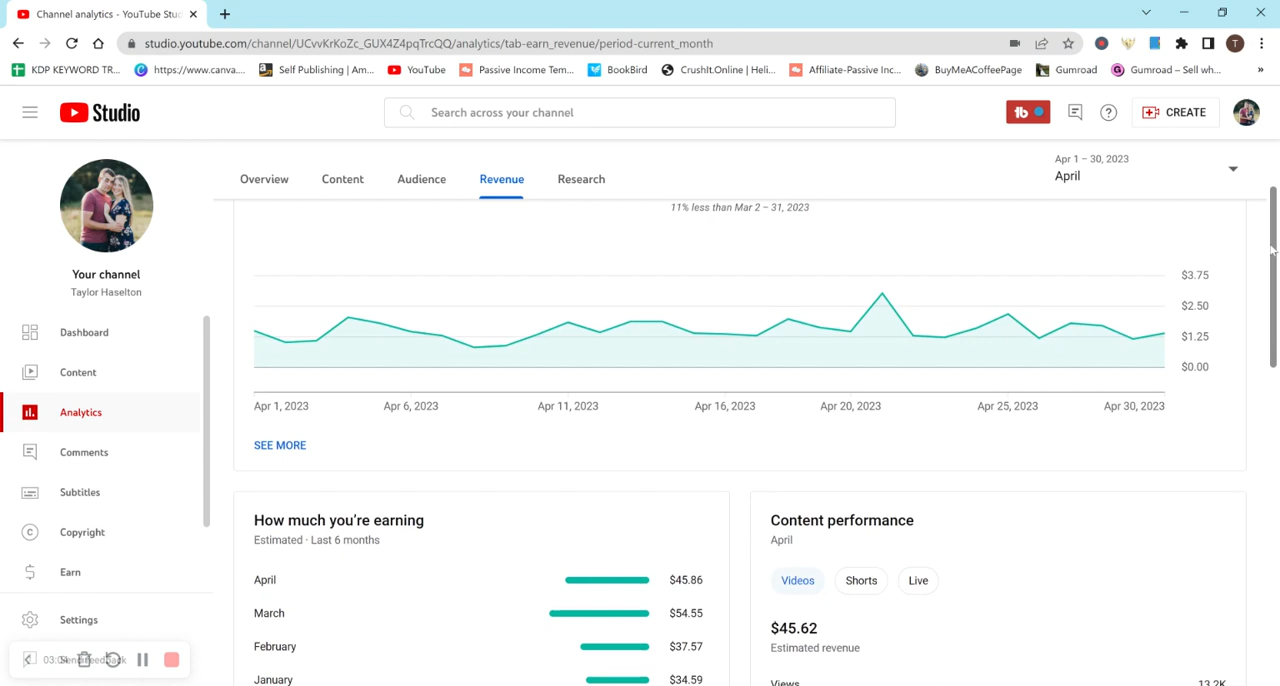 Channel analytics - YouTube Stu
studio.youtube.com/channel/UCvvKrKoZc_GUX4Z4pqTrcQQ/analytics/tab-earn_revenue/period-current_month
T
KDP KEYWORD TR... https://www.canva.... Self Publishing | Am... YouTube Passive Income Tem... BookBird CrushIt.Online | Heli... Affiliate-Passive Inc... BuyMeACoffeePage Gumroad Gumroad – Sell wh... »
Studio
Search across your channel
tb
CREATE
Your channel
Taylor Haselton
Dashboard
Content
Analytics
Comments
Subtitles
Copyright
Earn
Settings
Send feedback
Overview Content Audience Revenue Research
Apr 1 – 30, 2023
April
11% less than Mar 2 – 31, 2023
$3.75
$2.50
$1.25
$0.00
Apr 1, 2023 Apr 6, 2023 Apr 11, 2023 Apr 16, 2023 Apr 20, 2023 Apr 25, 2023 Apr 30, 2023
SEE MORE
How much you're earning
Estimated · Last 6 months
April $45.86
March $54.55
February $37.57
January $34.59
Content performance
April
Videos Shorts Live
$45.62
Estimated revenue
Views 13.2K